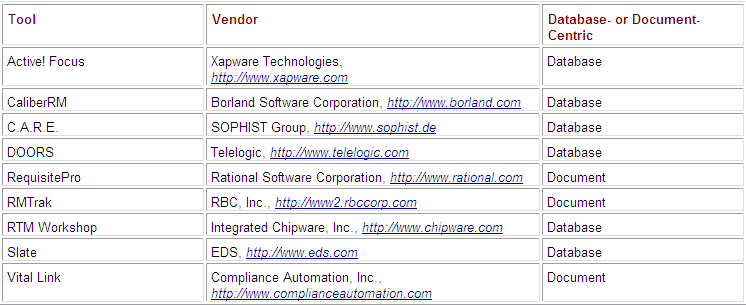 Tool Vendor Database- or Document-
Centric
Active! Focus Xapware Technologies, Database
http://www.xapware.com
CaliberRM Borland Software Corporation, http://www.borland.com Database
C.A.R.E. SOPHIST Group, http://www.sophist.de Database
DOORS Telelogic, http://www.telelogic.com Database
RequisitePro Rational Software Corporation, http://www.rational.com Document
RMTrak RBC, Inc., http://www2.rbccorp.com Document
RTM Workshop Integrated Chipware, Inc., http://www.chipware.com Database
Slate EDS, http://www.eds.com Database
Vital Link Compliance Automation, Inc., Document
http://www.complianceautomation.com